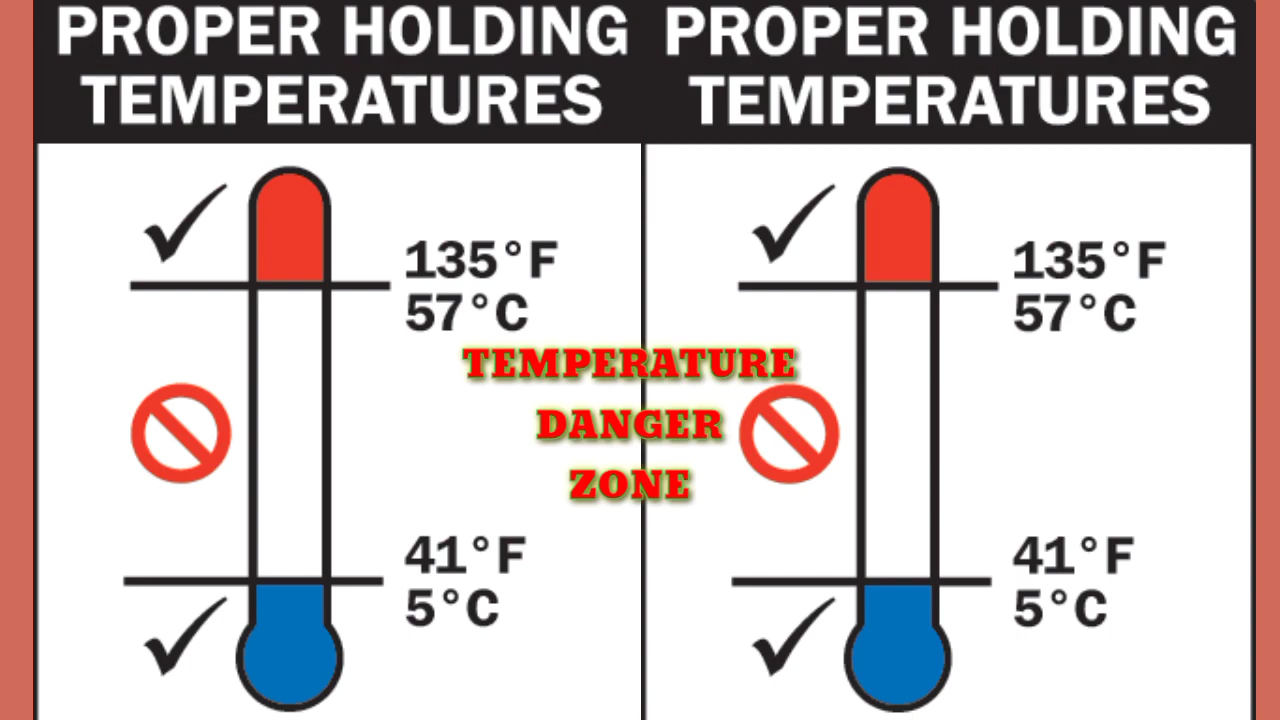 PROPER HOLDING
TEMPERATURES
135°F
57°C
41°F
5°C
PROPER HOLDING
TEMPERATURES
135°F
57°C
41°F
5°C
TEMPERATURE
DANGER
ZONE